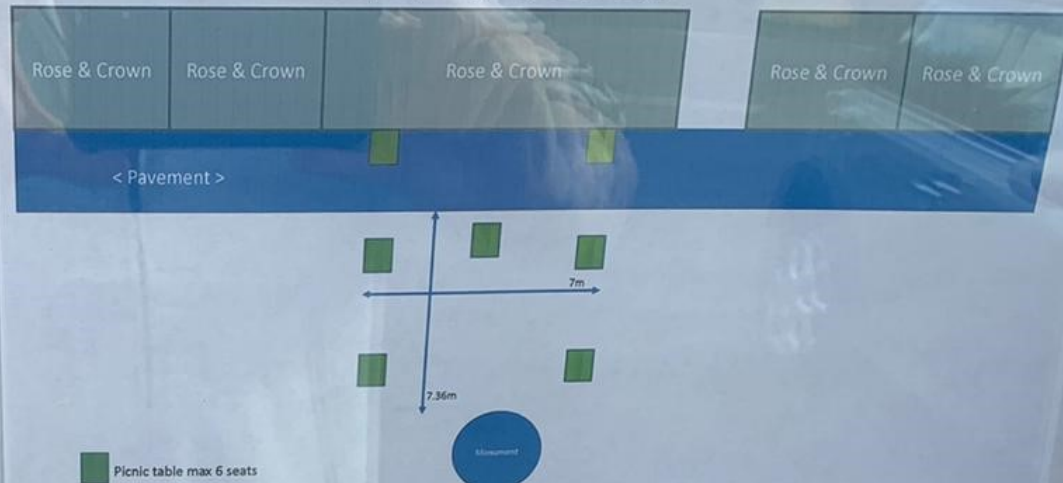 Rose & Crown
Rose & Crown
Rose & Crown
Rose & Crown
Rose & Crown
< Pavement >
7m
7.36m
Monument
Picnic table max 6 seats